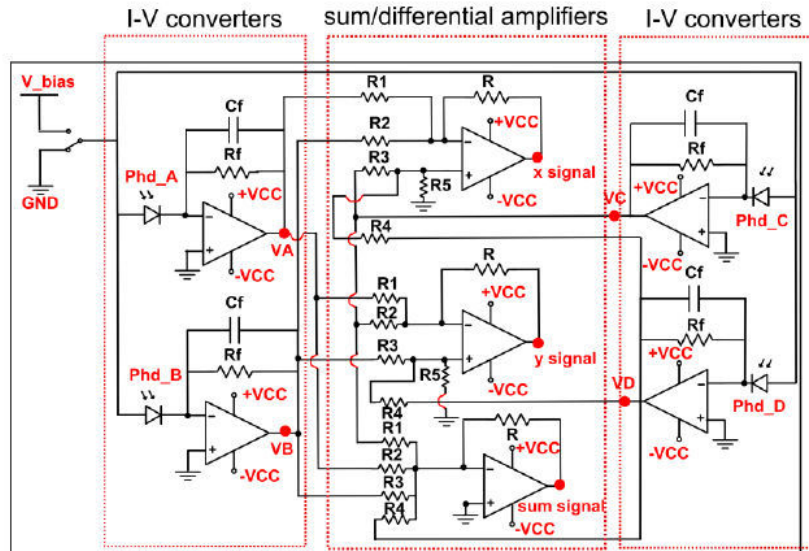 I-V converters
sum/differential amplifiers
I-V converters
V_bias
GND
Phd_A
Cf
Rf
+VCC
-VCC
VA
R1
R2
R3
R4
R5
R
+VCC
-VCC
x signal
VC
Cf
Rf
+VCC
-VCC
Phd_C
Phd_B
Cf
Rf
+VCC
-VCC
VB
R1
R2
R3
R4
R5
R
+VCC
-VCC
y signal
VD
Cf
Rf
+VCC
-VCC
Phd_D
R1
R2
R3
R4
R
+VCC
-VCC
sum signal